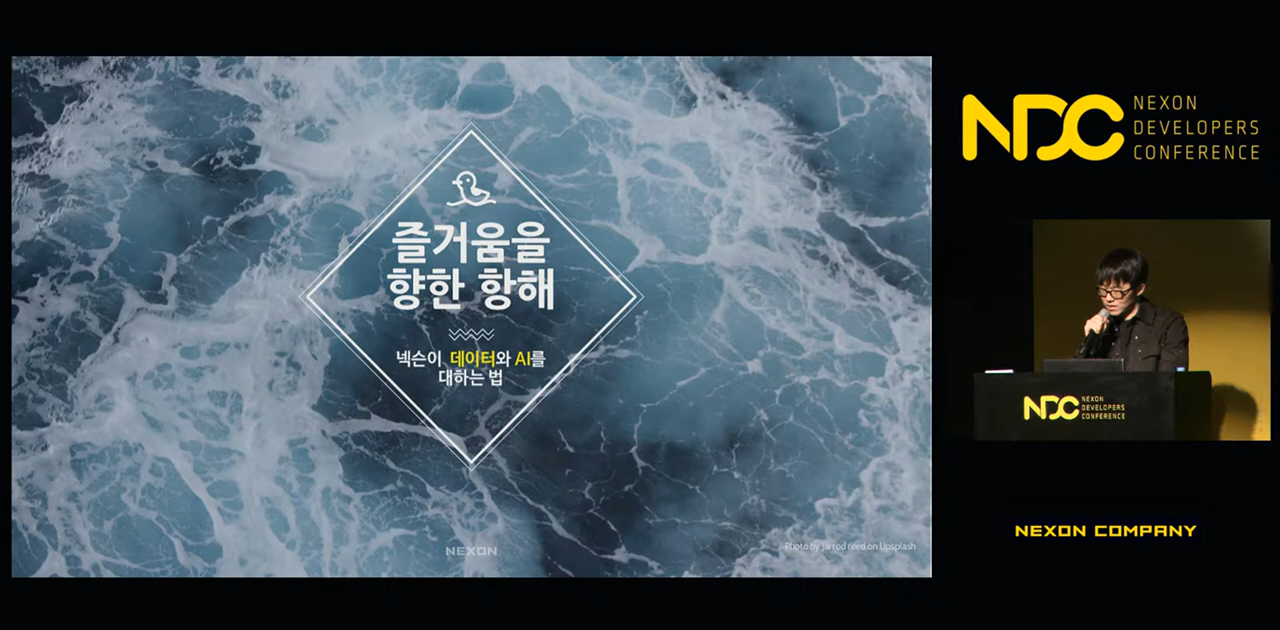 즐거움을
향한 항해
넥슨이 데이터와 AI를
대하는 법
NEXON
Photo by jarrod reed on Upsplash
NDC
NEXON
DEVELOPERS
CONFERENCE
NDC
NEXON
DEVELOPERS
CONFERENCE
NEXON COMPANY